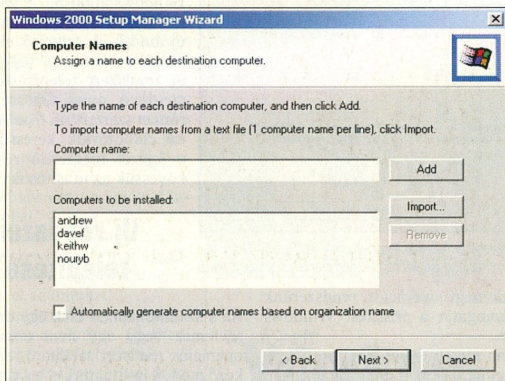 Windows 2000 Setup Manager Wizard
Computer Names
Assign a name to each destination computer.
Type the name of each destination computer, and then click Add.
To import computer names from a text file (1 computer name per line), click Import.
Computer name:
Add
Computers to be installed:
andrew
davef
keithw
nouryb
Import...
Remove
Automatically generate computer names based on organization name
< Back
Next >
Cancel